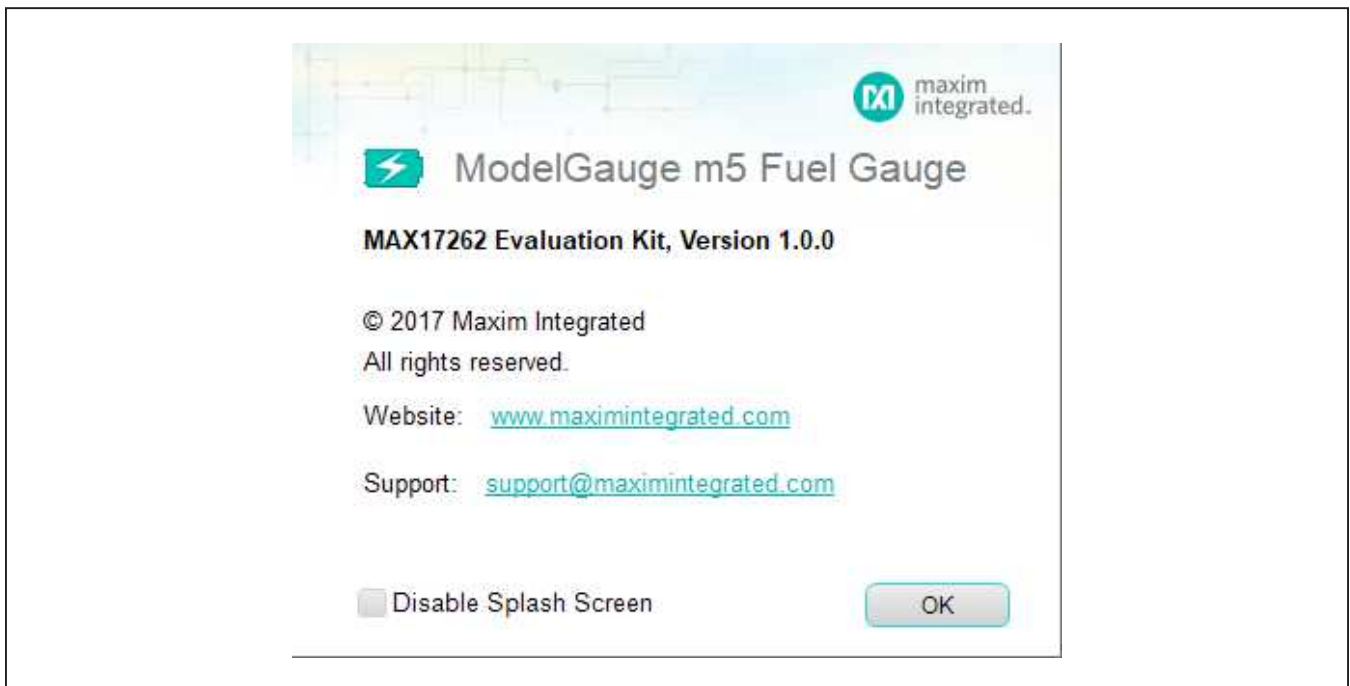 maxim
integrated.
ModelGauge m5 Fuel Gauge
MAX17262 Evaluation Kit, Version 1.0.0
© 2017 Maxim Integrated
All rights reserved.
Website: www.maximintegrated.com
Support: support@maximintegrated.com
Disable Splash Screen OK